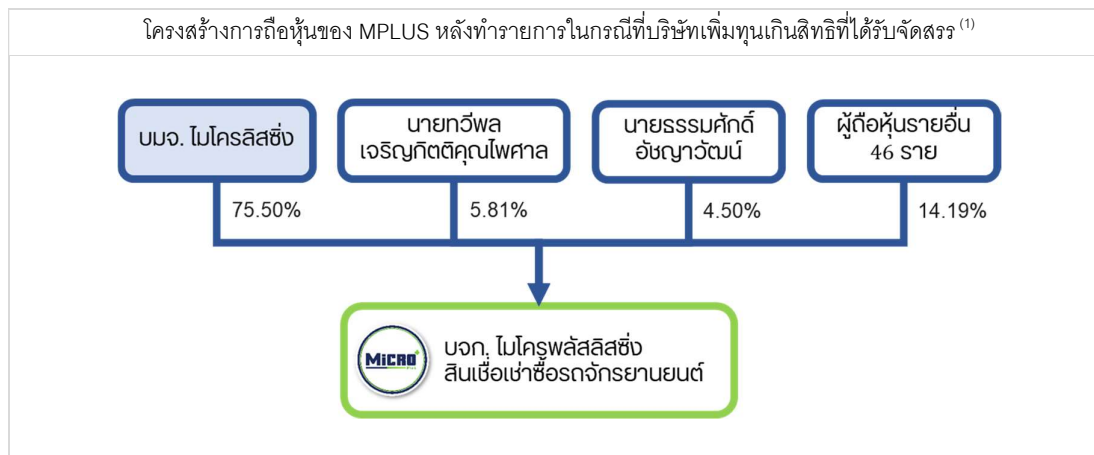 โครงสร้างการถือหุ้นของ MPLUS หลังทำรายการในกรณีที่บริษัทเพิ่มทุนเกินสิทธิที่ได้รับจัดสรร (1)
บมจ. ไมโครลิสซิ่ง
นายทวีพล
เจริญกิตติคุณไพศาล
นายธรรมศักดิ์
อัชญาวัฒน์
ผู้ถือหุ้นรายอื่น
46 ราย
75.50%
5.81%
4.50%
14.19%
MiCRO
Plus
บจก. ไมโครพลัสลิสซิ่ง
สินเชื่อเช่าซื้อรถจักรยานยนต์